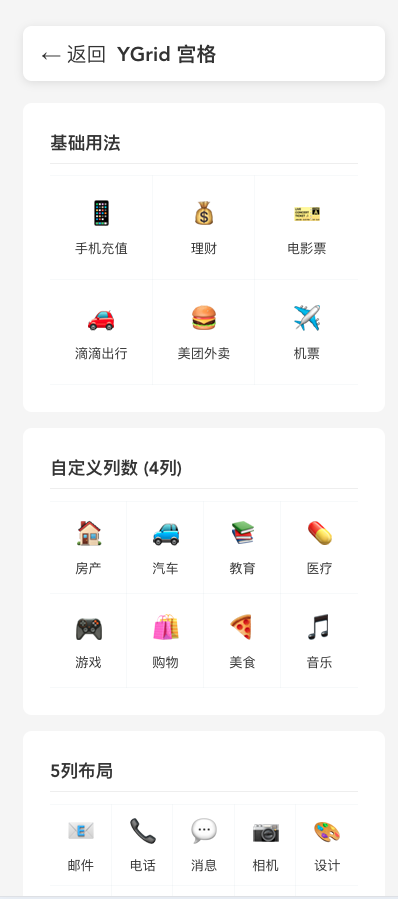 ← 返回 YGrid 宫格
基础用法
手机充值 理财 电影票
滴滴出行 美团外卖 机票
自定义列数 (4列)
房产 汽车 教育 医疗
游戏 购物 美食 音乐
5列布局
邮件 电话 消息 相机 设计